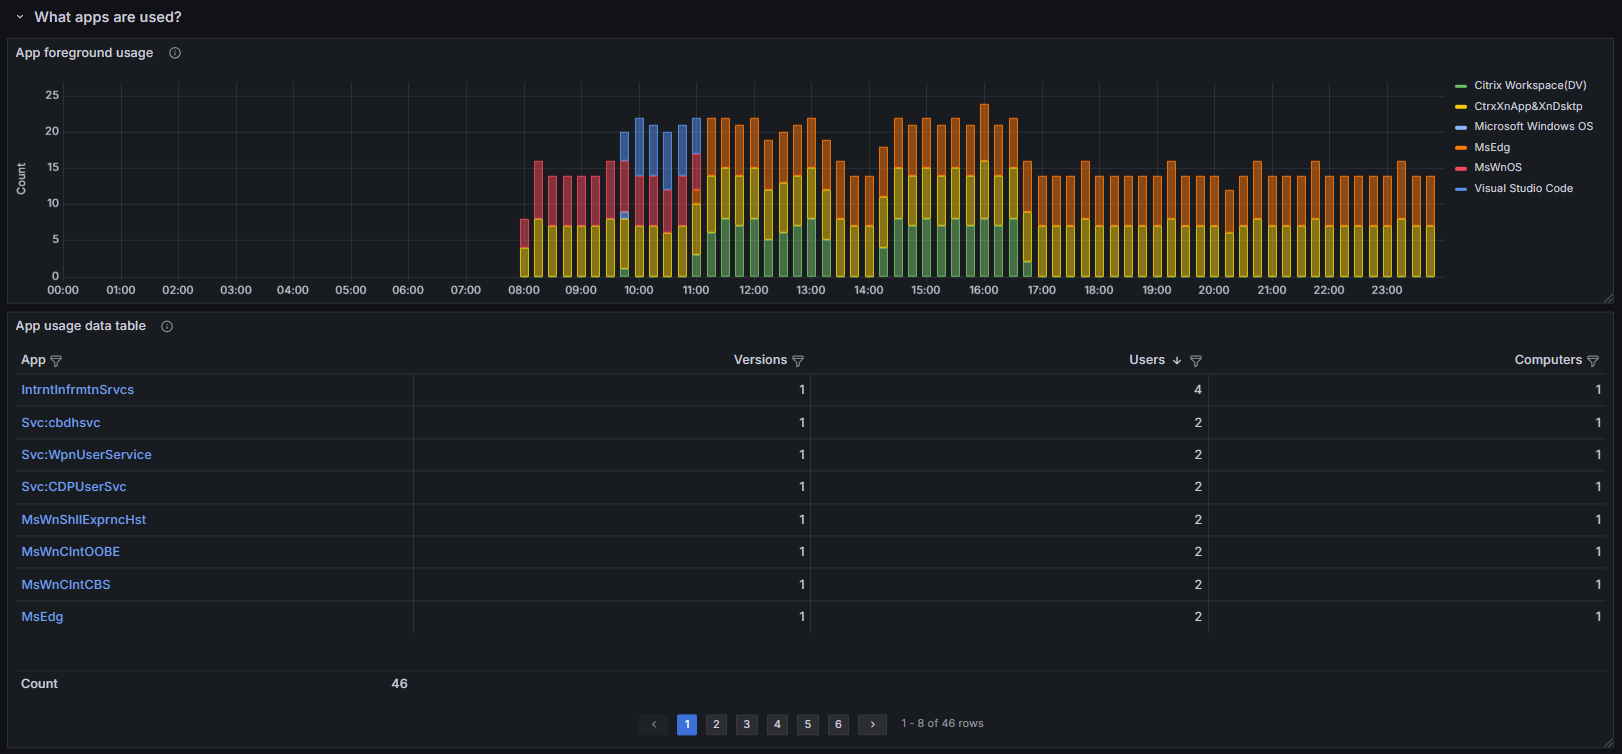 What apps are used?
App foreground usage
25
20
15
10
5
0
Count
00:00 01:00 02:00 03:00 04:00 05:00 06:00 07:00 08:00 09:00 10:00 11:00 12:00 13:00 14:00 15:00 16:00 17:00 18:00 19:00 20:00 21:00 22:00 23:00
Citrix Workspace(DV)
CtrxXnApp&XnDsktp
Microsoft Windows OS
MsEdg
MsWnOS
Visual Studio Code
App usage data table
App Versions Users Computers
IntrntInfrmtnSrvcs 1 4 1
Svc:cbdhsvc 1 2 1
Svc:WpnUserService 1 2 1
Svc:CDPUserSvc 1 2 1
MsWnShllExprncHst 1 2 1
MsWnClntOOBE 1 2 1
MsWnClntCBS 1 2 1
MsEdg 1 2 1
Count 46
1 2 3 4 5 6 1 - 8 of 46 rows